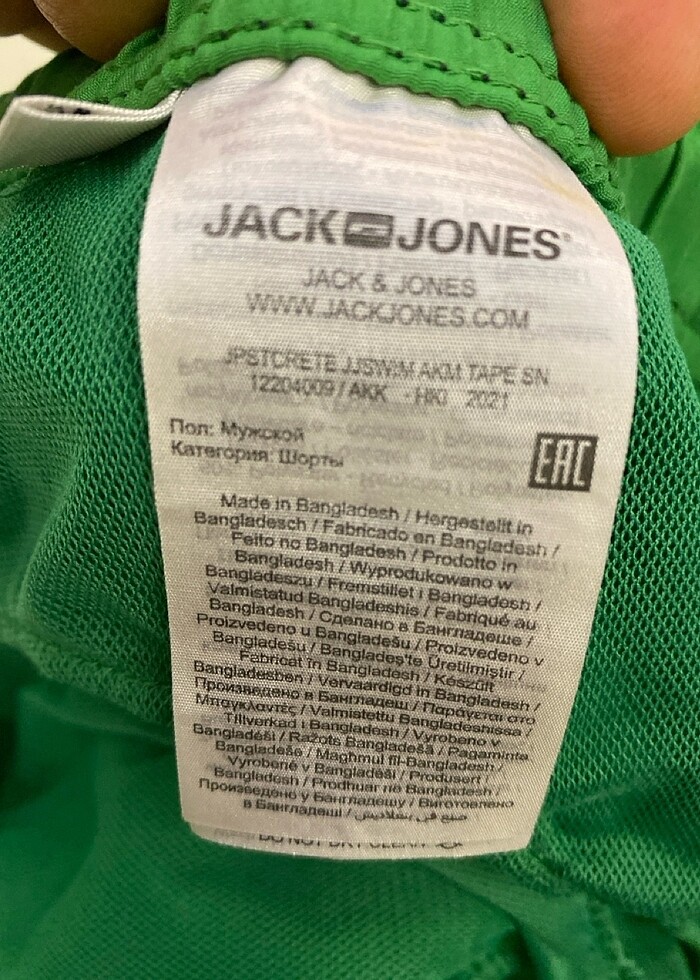 JACK JONES®
JACK & JONES
WWW.JACKJONES.COM
JPSTCRETE JJSWIM AKM TAPE SN
12204009 / AKK - HKI 2021
Пол: Мужской
Категория: Шорты
EAC
Made in Bangladesh / Hergestellt in
Bangladesch / Fabricado en Bangladesh /
Feito no Bangladesh / Prodotto in
Bangladesh / Wyprodukowano w
Bangladeszu / Fremstillet i Bangladesh /
Valmistatud Bangladeshis / Fabriqué au
Bangladesh / Сделано в Бангладеше /
Proizvedeno u Bangladešu / Proizvedeno v
Bangladešu / Bangladeş'te Üretilmiştir /
Fabricat în Bangladesh / Készült
Bangladesben / Vervaardigd in Bangladesh /
Произведено в Бангладеш / Παράγεται στο
Μπαγκλαντές / Valmistettu Bangladeshissa /
Tillverkad i Bangladesh / Vyrobeno v
Bangladéši / Ražots Bangladešā / Pagaminta
Bangladeše / Maghmul fil-Bangladesh /
Vyrobené v Bangladéši / Produsert i
Bangladesh / Prodhuar në Bangladesh /
Произведено у Бангладешу / Виготовлено
в Бангладеші / صنع في بنغلاديش
DO NOT DRY CLEAN